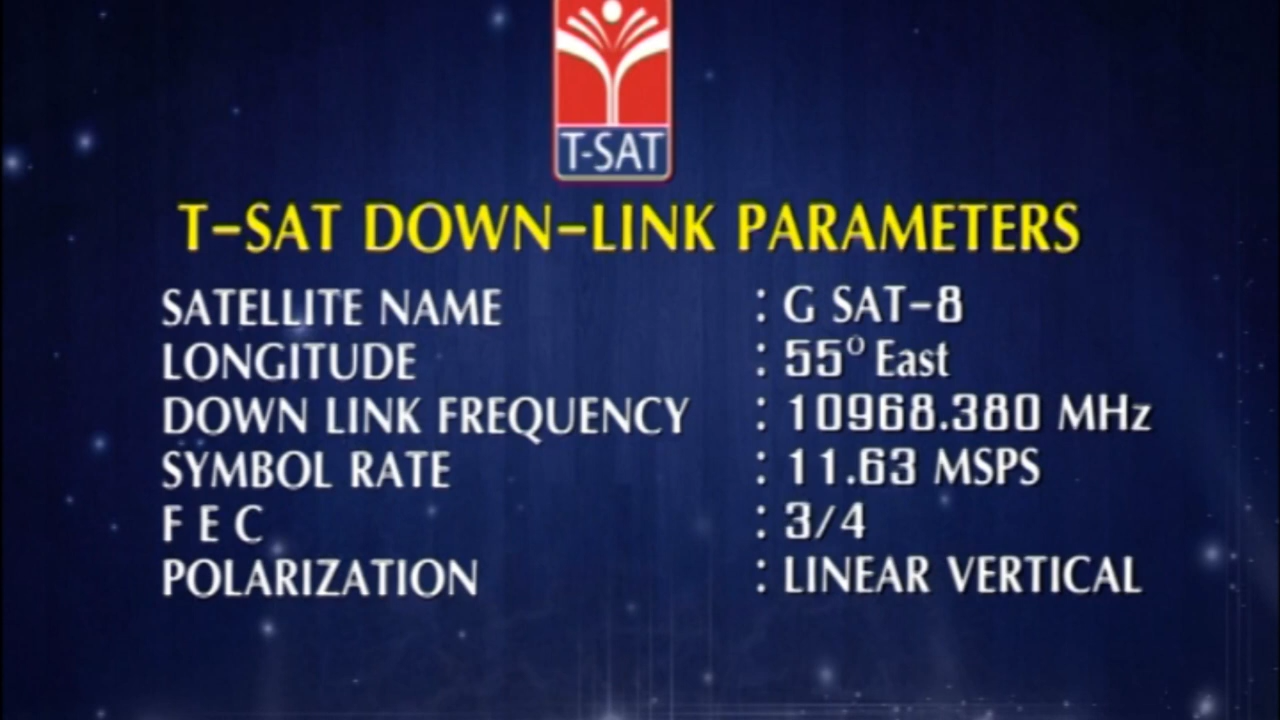 T-SAT
T-SAT DOWN-LINK PARAMETERS
SATELLITE NAME : G SAT-8
LONGITUDE : 55° East
DOWN LINK FREQUENCY : 10968.380 MHz
SYMBOL RATE : 11.63 MSPS
F E C : 3/4
POLARIZATION : LINEAR VERTICAL